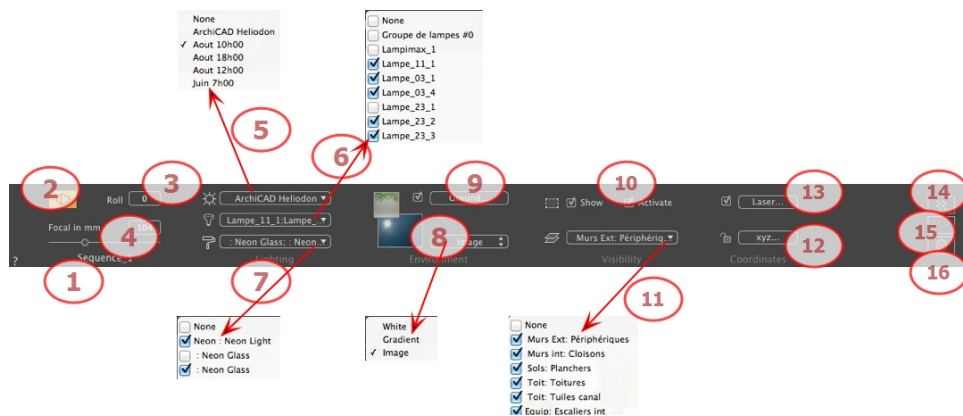 None
ArchiCAD Heliodon
✓ Aout 10h00
Aout 18h00
Aout 12h00
Juin 7h00
None
Groupe de lampes #0
Lampimax_1
Lampe_11_1
Lampe_03_1
Lampe_03_4
Lampe_23_1
Lampe_23_2
Lampe_23_3
5
6
2
3
9
10
13
14
Roll
0
ArchiCAD Heliodon
Ground...
Show
Activate
Laser...
Focal in mm
104
4
Lampe_11_1;Lampe_..
8
15
: Neon Glass; : Neon..
Image
Murs Ext: Périphériq..
xyz...
12
?
Sequence_1
Lighting
Environment
Visibility
Coordinates
1
7
11
16
None
Neon : Neon Light
: Neon Glass
: Neon Glass
White
Gradient
✓ Image
None
Murs Ext: Périphériques
Murs int: Cloisons
Sols: Planchers
Toit: Toitures
Toit: Tuiles canal
Equip: Escaliers int